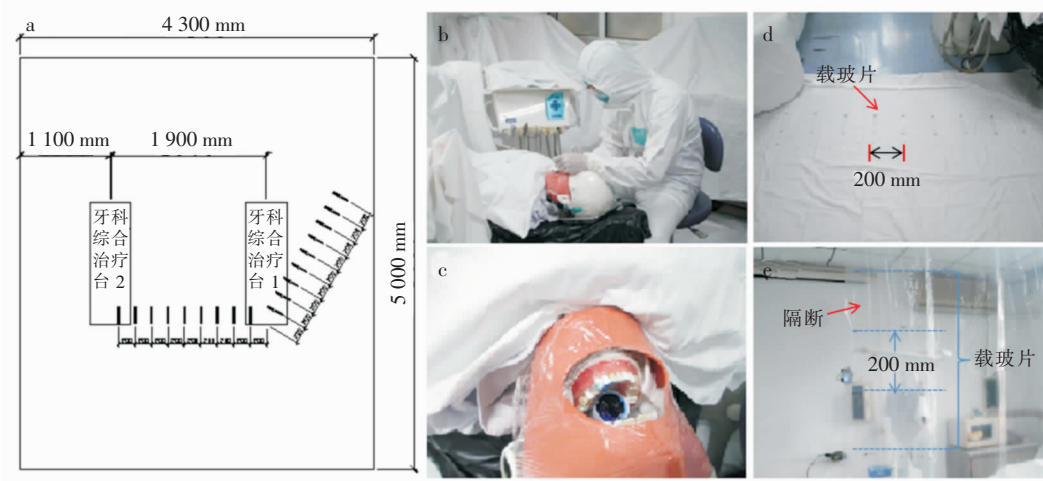 a
4 300 mm
1 100 mm
1 900 mm
牙科
综合
治疗
台 2
牙科
综合
治疗
台 1
5 000 mm
b
c
d
载玻片
200 mm
e
隔断
200 mm
载玻片